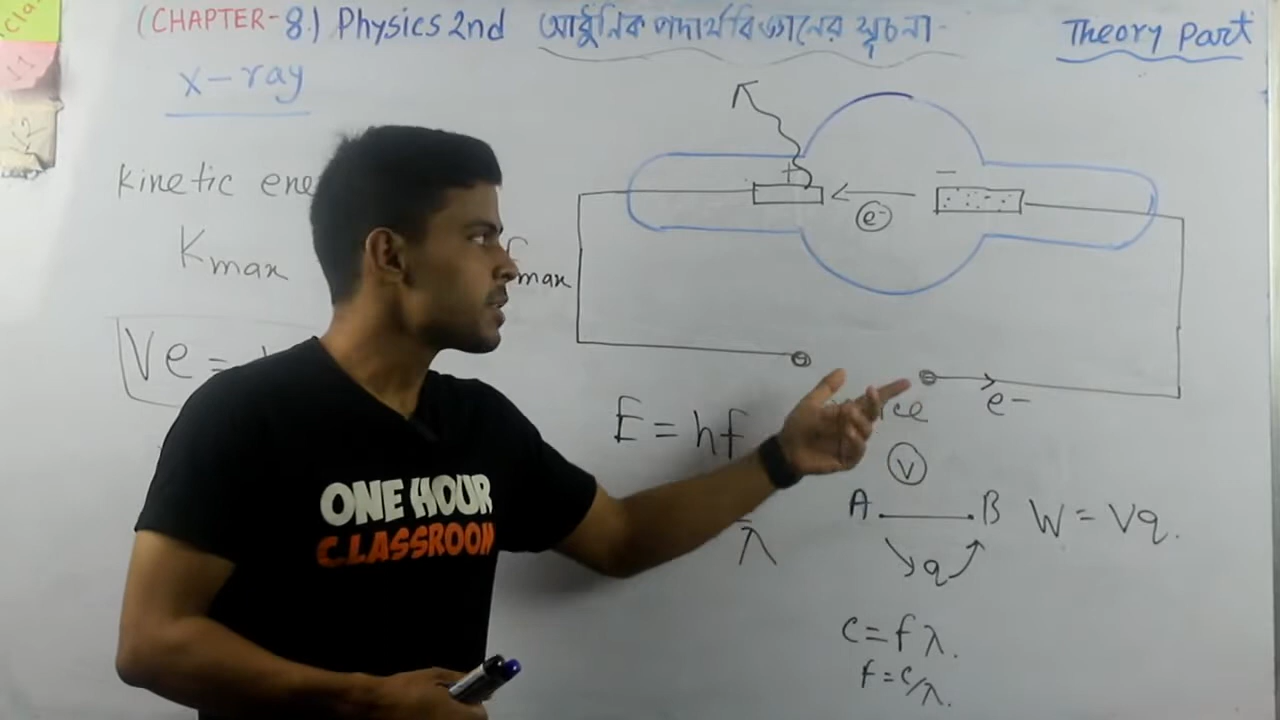 (CHAPTER-8.) Physics 2nd আধুনিক পদার্থবিজ্ঞানের সূচনা- Theory Part
x-ray
Kinetic ene
Kmax
max
Ve =
+
-
e-
e-
E = hf
V
A B W = Vq.
q
λ
C = fλ.
f = c/λ.
ONE HOUR
CLASSROOM